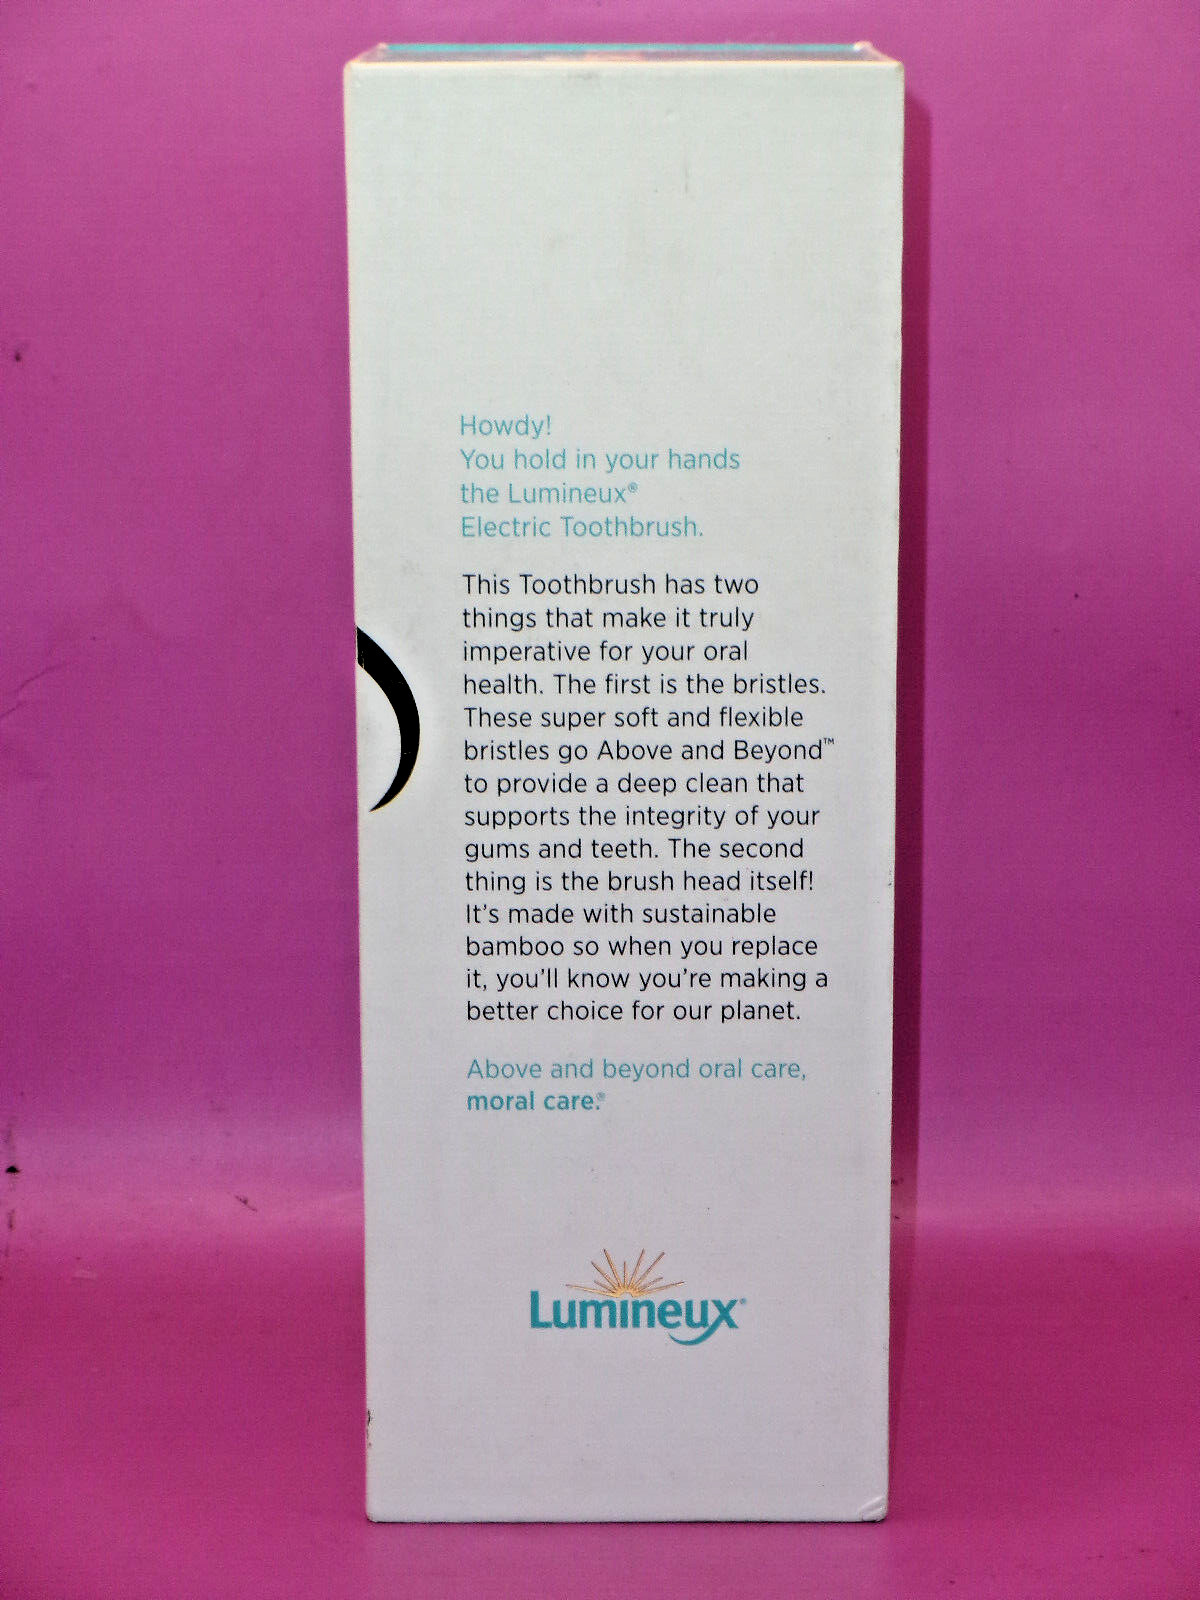 Howdy!
You hold in your hands
the Lumineux®
Electric Toothbrush.
This Toothbrush has two
things that make it truly
imperative for your oral
health. The first is the bristles.
These super soft and flexible
bristles go Above and Beyond™
to provide a deep clean that
supports the integrity of your
gums and teeth. The second
thing is the brush head itself!
It's made with sustainable
bamboo so when you replace
it, you'll know you're making a
better choice for our planet.
Above and beyond oral care,
moral care.®
Lumineux®